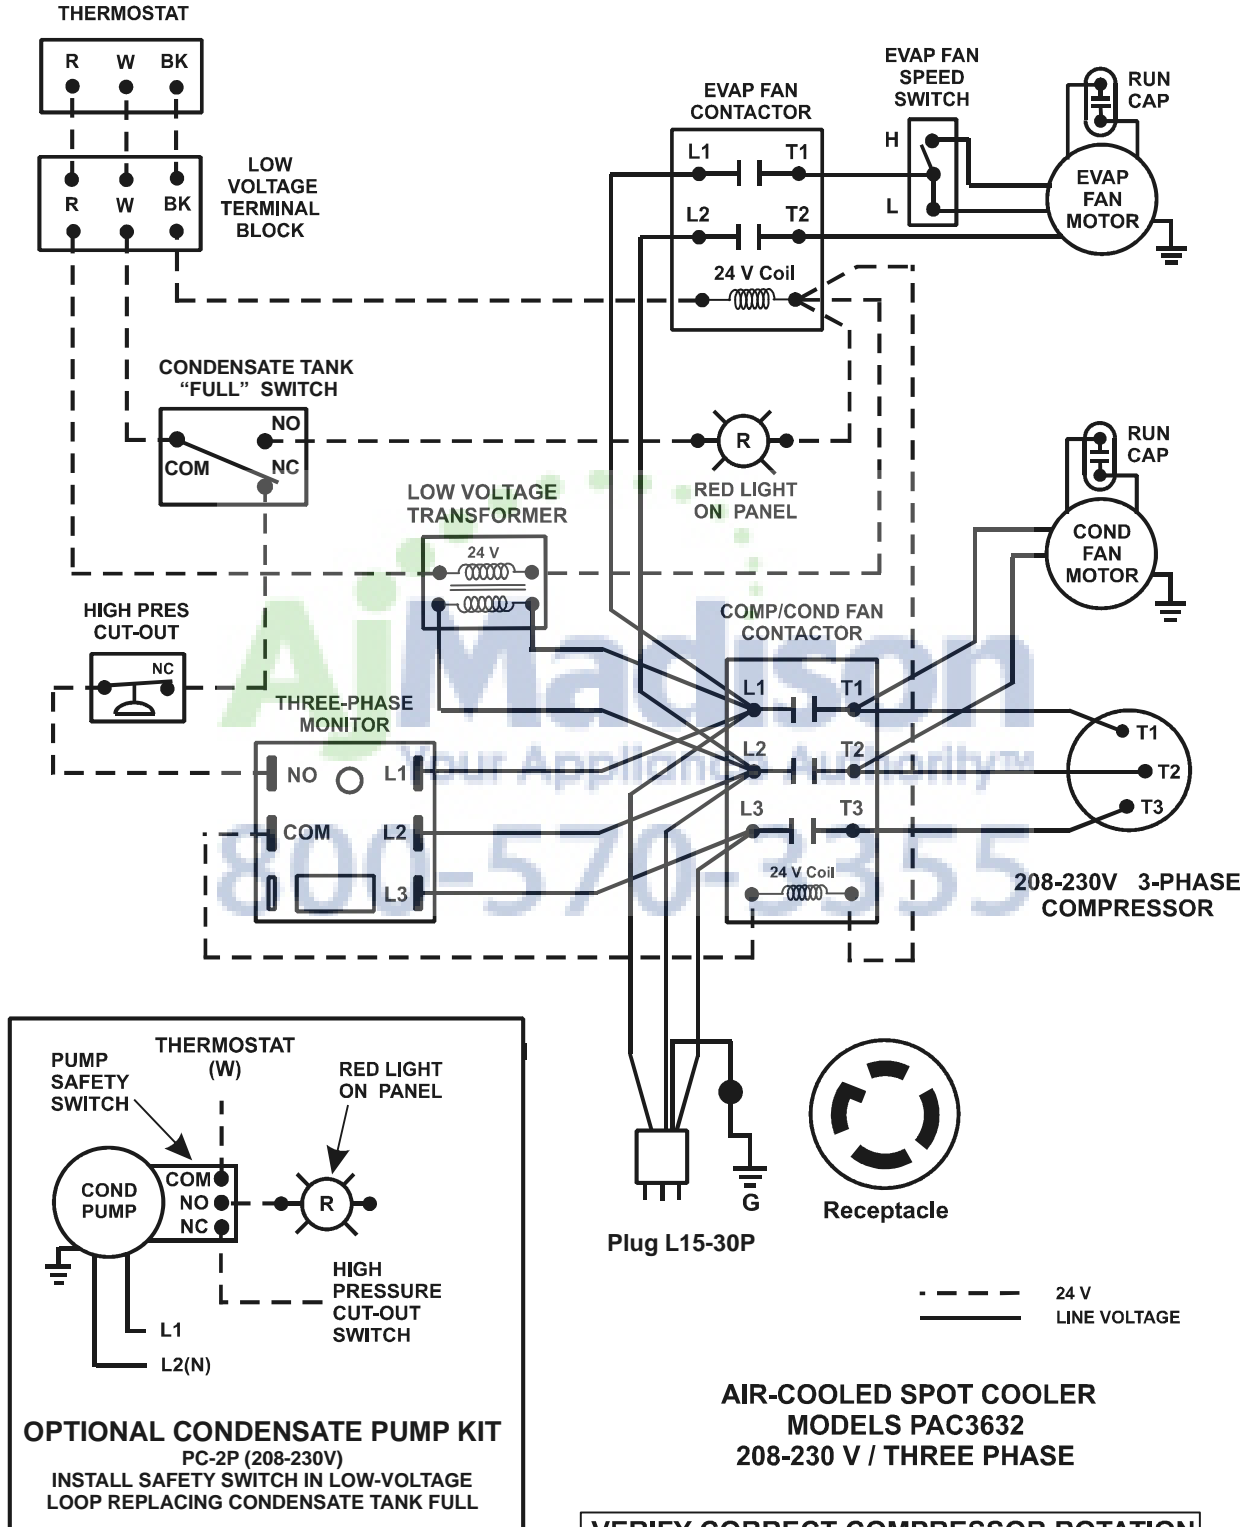 THERMOSTAT
R W BK
LOW
VOLTAGE
TERMINAL
BLOCK
R W BK
EVAP FAN
CONTACTOR
L1 T1
L2 T2
24 V Coil
EVAP FAN
SPEED
SWITCH
H
L
RUN
CAP
EVAP
FAN
MOTOR
CONDENSATE TANK
“FULL” SWITCH
NO
COM
NC
R
RED LIGHT
ON PANEL
LOW VOLTAGE
TRANSFORMER
24 V
RUN
CAP
COND
FAN
MOTOR
HIGH PRES
CUT-OUT
NC
THREE-PHASE
MONITOR
NO L1
COM L2
L3
COMP/COND FAN
CONTACTOR
L1 T1
L2 T2
L3 T3
24 V Coil
T1
T2
T3
208-230V 3-PHASE
COMPRESSOR
AjMadison
Your Appliance Authority™
800-570-3355
PUMP
SAFETY
SWITCH
THERMOSTAT
(W)
RED LIGHT
ON PANEL
COND
PUMP
COM
NO
NC
R
HIGH
PRESSURE
CUT-OUT
SWITCH
L1
L2(N)
OPTIONAL CONDENSATE PUMP KIT
PC-2P (208-230V)
INSTALL SAFETY SWITCH IN LOW-VOLTAGE
LOOP REPLACING CONDENSATE TANK FULL
G
Plug L15-30P
Receptacle
24 V
LINE VOLTAGE
AIR-COOLED SPOT COOLER
MODELS PAC3632
208-230 V / THREE PHASE
VERIFY CORRECT COMPRESSOR ROTATION